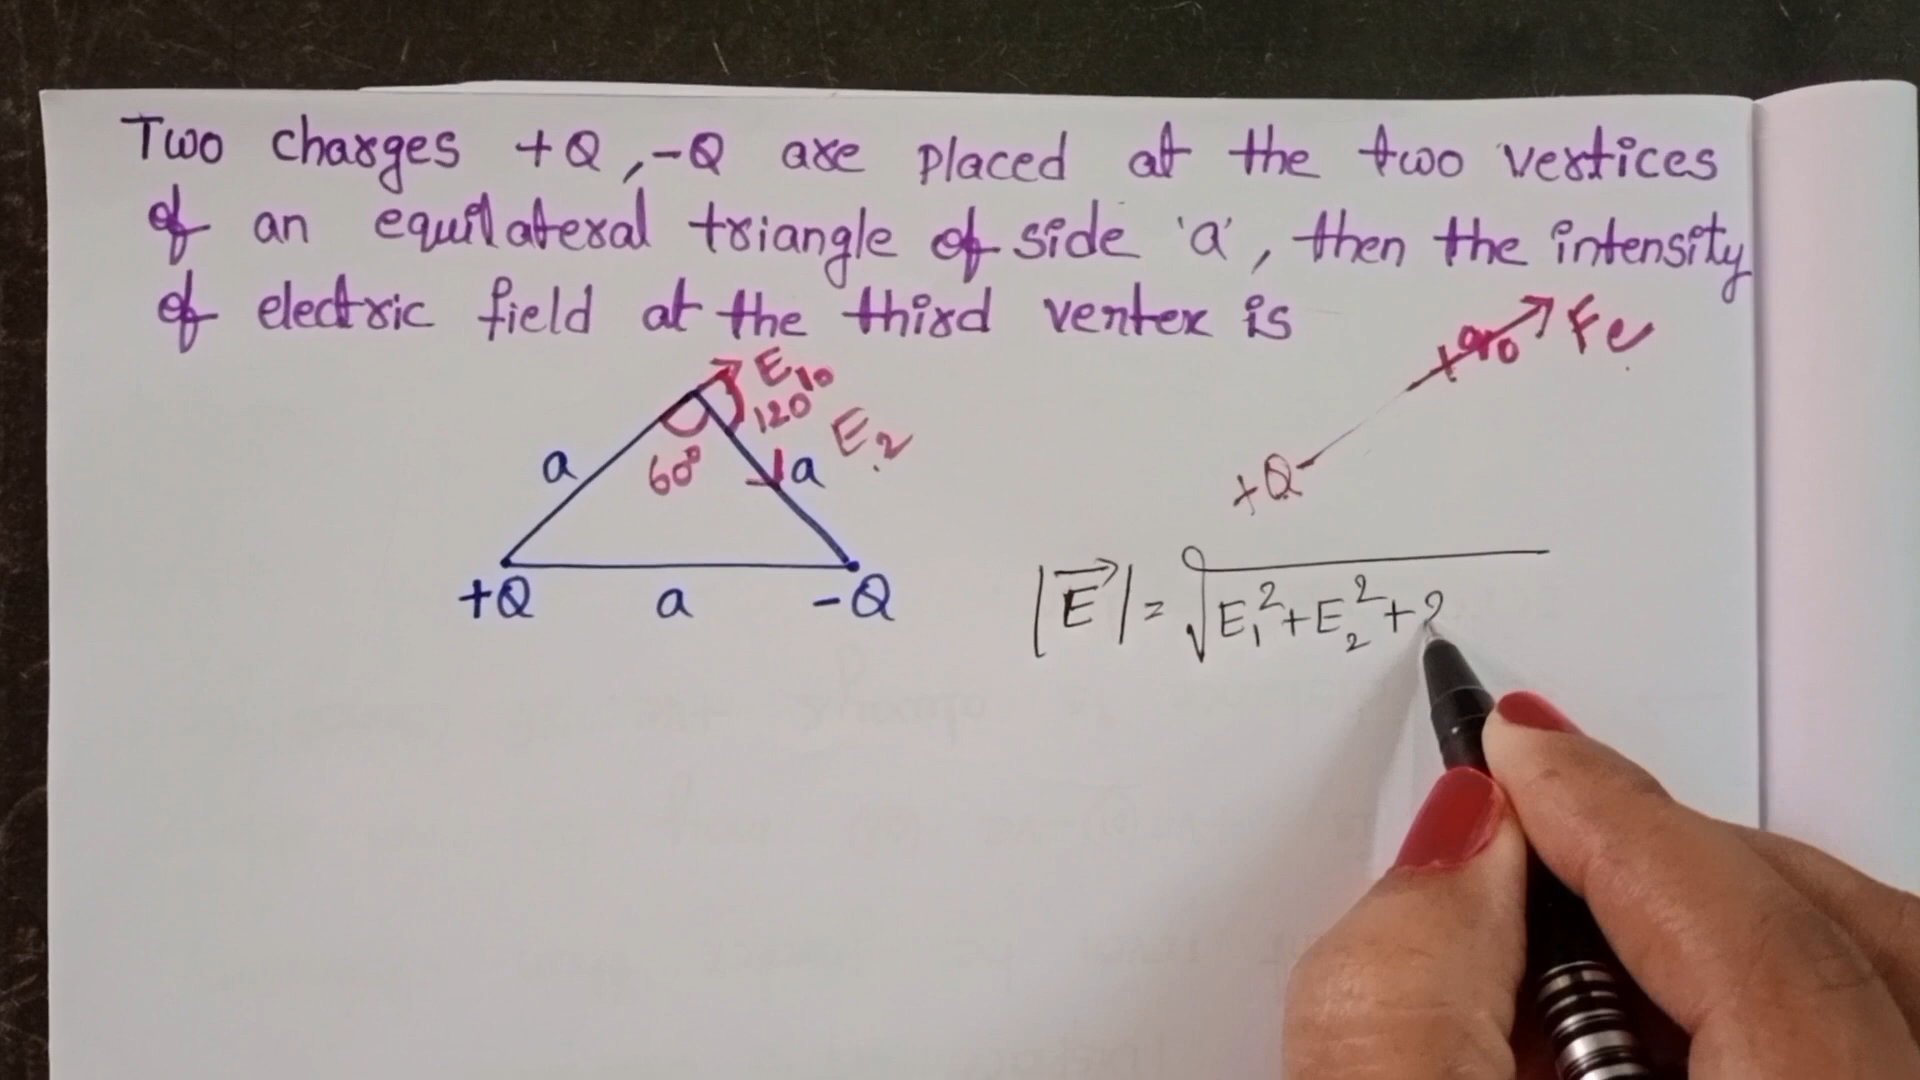 Two charges +Q, -Q are placed at the two vertices
of an equilateral triangle of side 'a', then the intensity
of electric field at the third vertex is
+q₀ Fe
E₁
120°
E₂
a
60°
a
+Q
+Q a -Q
|E⃗| = √E₁² + E₂² + 2